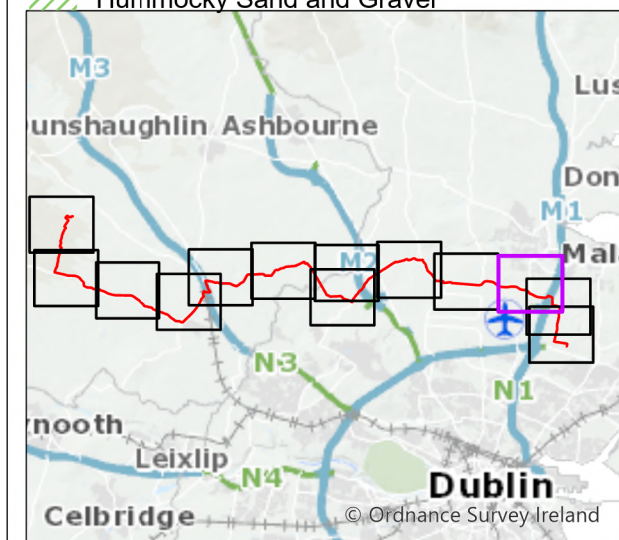 Hummocky Sand and Gravel
M3
Lus
unshaughlin Ashbourne
Don
M1
Mal
M2
N3
N1
ynooth
Leixlip
N4
Dublin
Celbridge
© Ordnance Survey Ireland